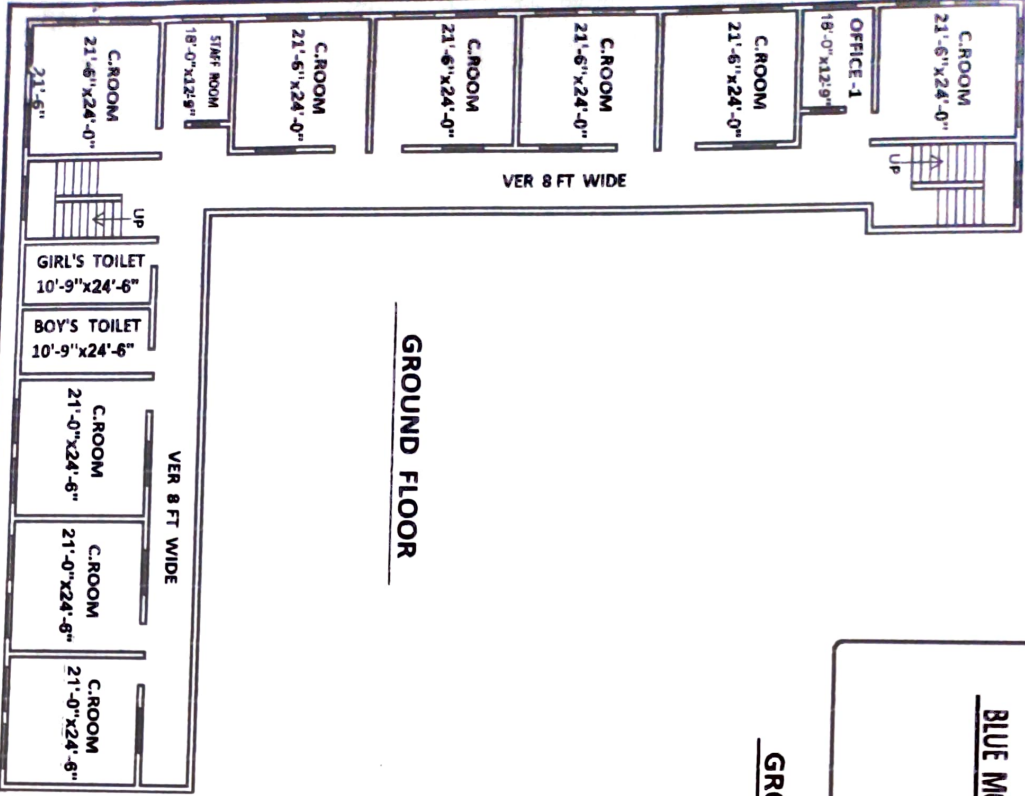 C.ROOM
21'-6"x24'-0"
21'-6"
STAFF ROOM
18'-0"x12'-9"
C.ROOM
21'-6"x24'-0"
C.ROOM
21'-6"x24'-0"
C.ROOM
21'-6"x24'-0"
C.ROOM
21'-6"x24'-0"
OFFICE-1
18'-0"x12'-9"
C.ROOM
21'-6"x24'-0"
UP
VER 8 FT WIDE
UP
GIRL'S TOILET
10'-9"x24'-6"
BOY'S TOILET
10'-9"x24'-6"
C.ROOM
21'-0"x24'-6"
C.ROOM
21'-0"x24'-6"
C.ROOM
21'-0"x24'-6"
VER 8 FT WIDE
GROUND FLOOR
BLUE